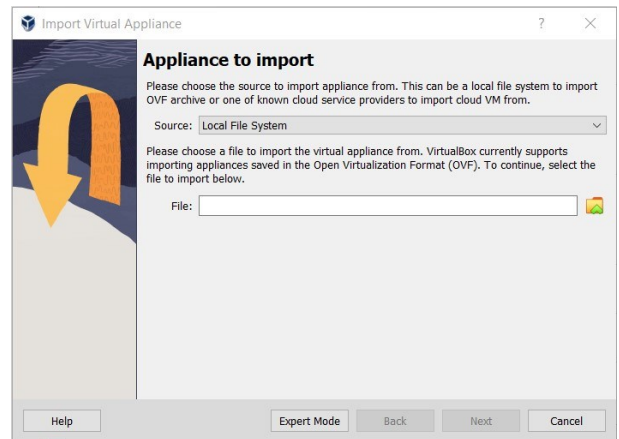 Import Virtual Appliance
?
Appliance to import
Please choose the source to import appliance from. This can be a local file system to import
OVF archive or one of known cloud service providers to import cloud VM from.
Source: Local File System
Please choose a file to import the virtual appliance from. VirtualBox currently supports
importing appliances saved in the Open Virtualization Format (OVF). To continue, select the
file to import below.
File:
Help Expert Mode Back Next Cancel